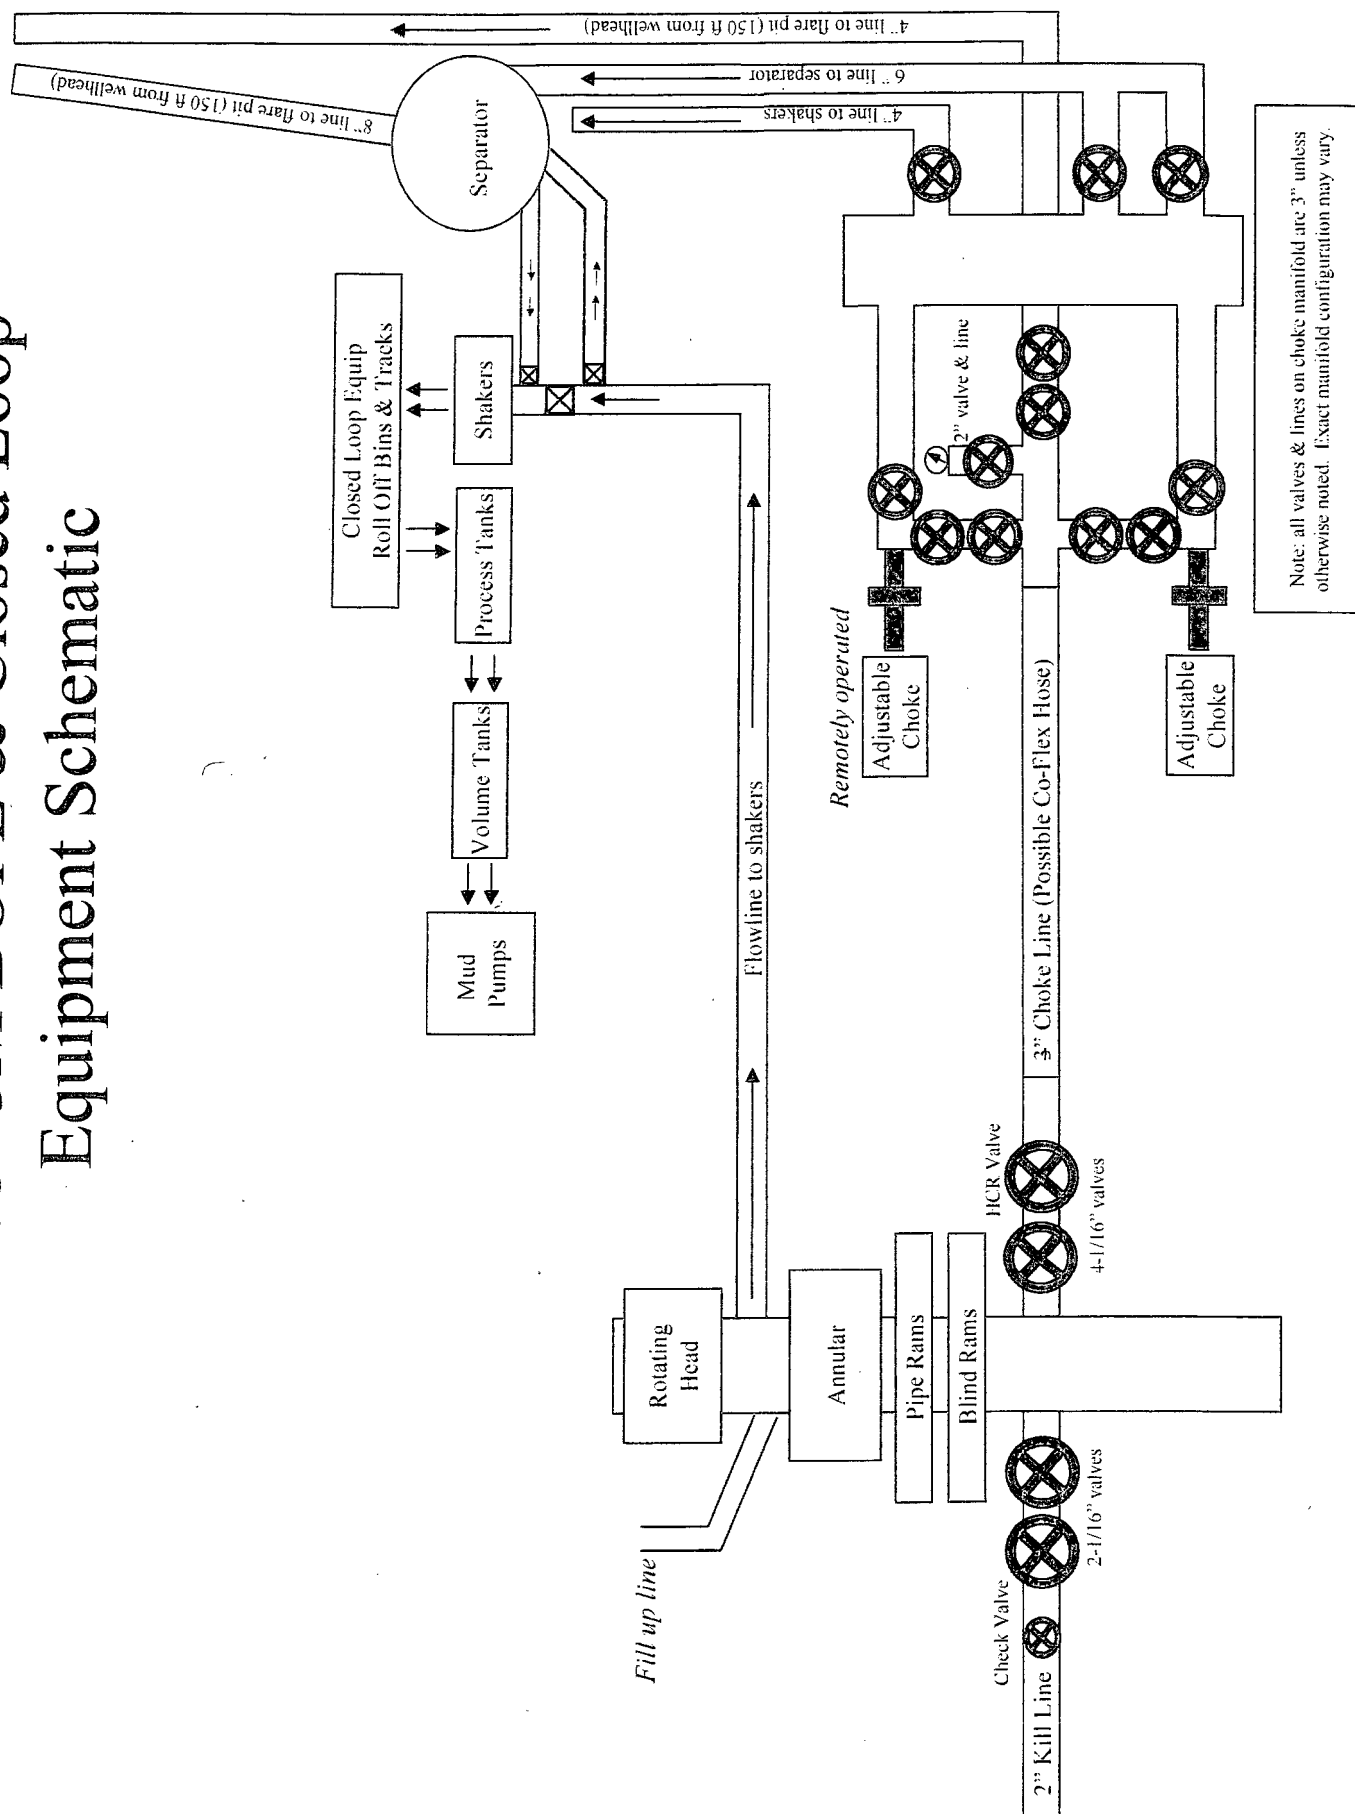 Equipment Schematic
Closed Loop Equip
Roll Off Bins & Tracks
Separator
8" line to flare pit (150 ft from wellhead)
4" line to flare pit (150 ft from wellhead)
6" line to separator
4" line to shakers
Shakers
Process Tanks
Volume Tanks
Mud
Pumps
Flowline to shakers
Rotating
Head
Fill up line
Annular
Pipe Rams
Blind Rams
Remotely operated
Adjustable
Choke
2" valve & line
HCR Valve
3" Choke Line (Possible Co-Flex Hose)
4-1/16" valves
Check Valve
2" Kill Line
2-1/16" valves
Adjustable
Choke
Note: all valves & lines on choke manifold are 3" unless
otherwise noted. Exact manifold configuration may vary.